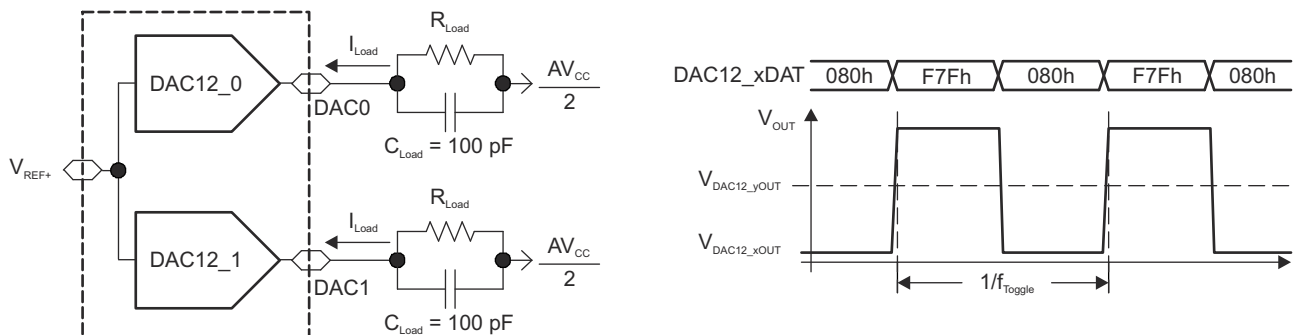 DAC12_0
I_Load
R_Load
AV_CC
2
DAC0
C_Load = 100 pF
V_REF+
DAC12_1
I_Load
R_Load
AV_CC
2
DAC1
C_Load = 100 pF
DAC12_xDAT 080h F7Fh 080h F7Fh 080h
V_OUT
V_DAC12_yOUT
V_DAC12_xOUT
1/f_Toggle